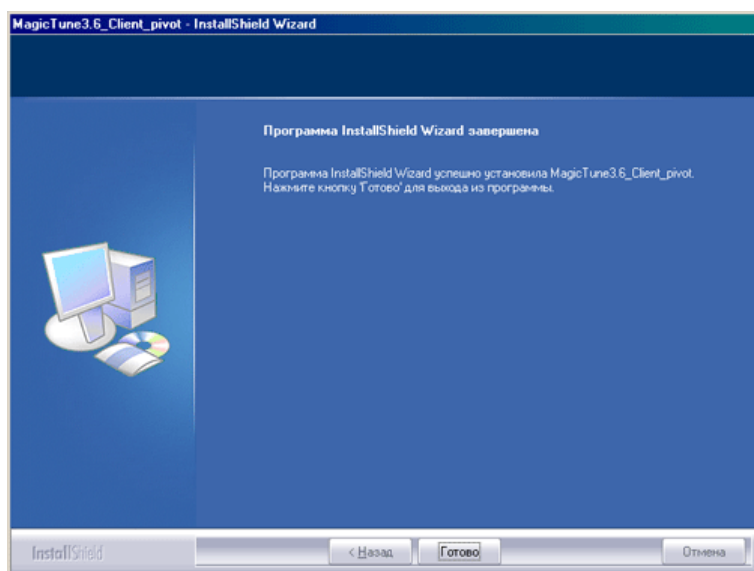 MagicTune3.6_Client_pivot - InstallShield Wizard
Программа InstallShield Wizard завершена
Программа InstallShield Wizard успешно установила MagicTune3.6_Client_pivot.
Нажмите кнопку 'Готово' для выхода из программы.
InstallShield
< Назад
Готово
Отмена